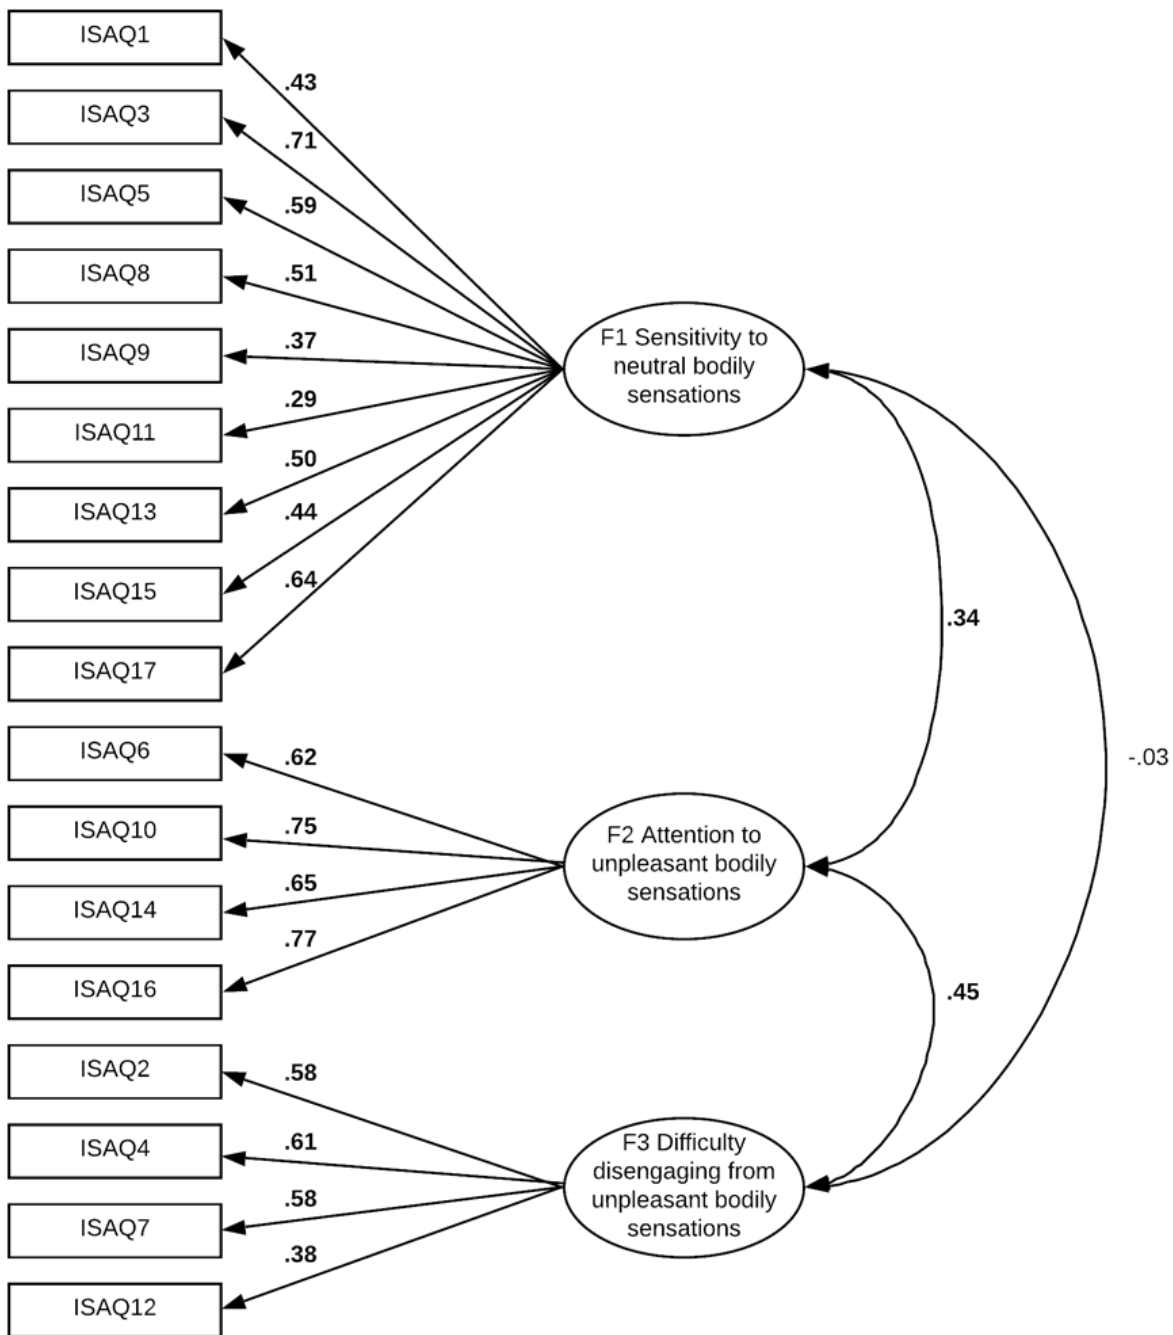 ISAQ1
.43
ISAQ3
.71
ISAQ5
.59
ISAQ8
.51
ISAQ9
.37
ISAQ11
.29
ISAQ13
.50
ISAQ15
.44
ISAQ17
.64
F1 Sensitivity to
neutral bodily
sensations
.34
-.03
ISAQ6
.62
ISAQ10
.75
ISAQ14
.65
ISAQ16
.77
F2 Attention to
unpleasant bodily
sensations
.45
ISAQ2
.58
ISAQ4
.61
ISAQ7
.58
ISAQ12
.38
F3 Difficulty
disengaging from
unpleasant bodily
sensations